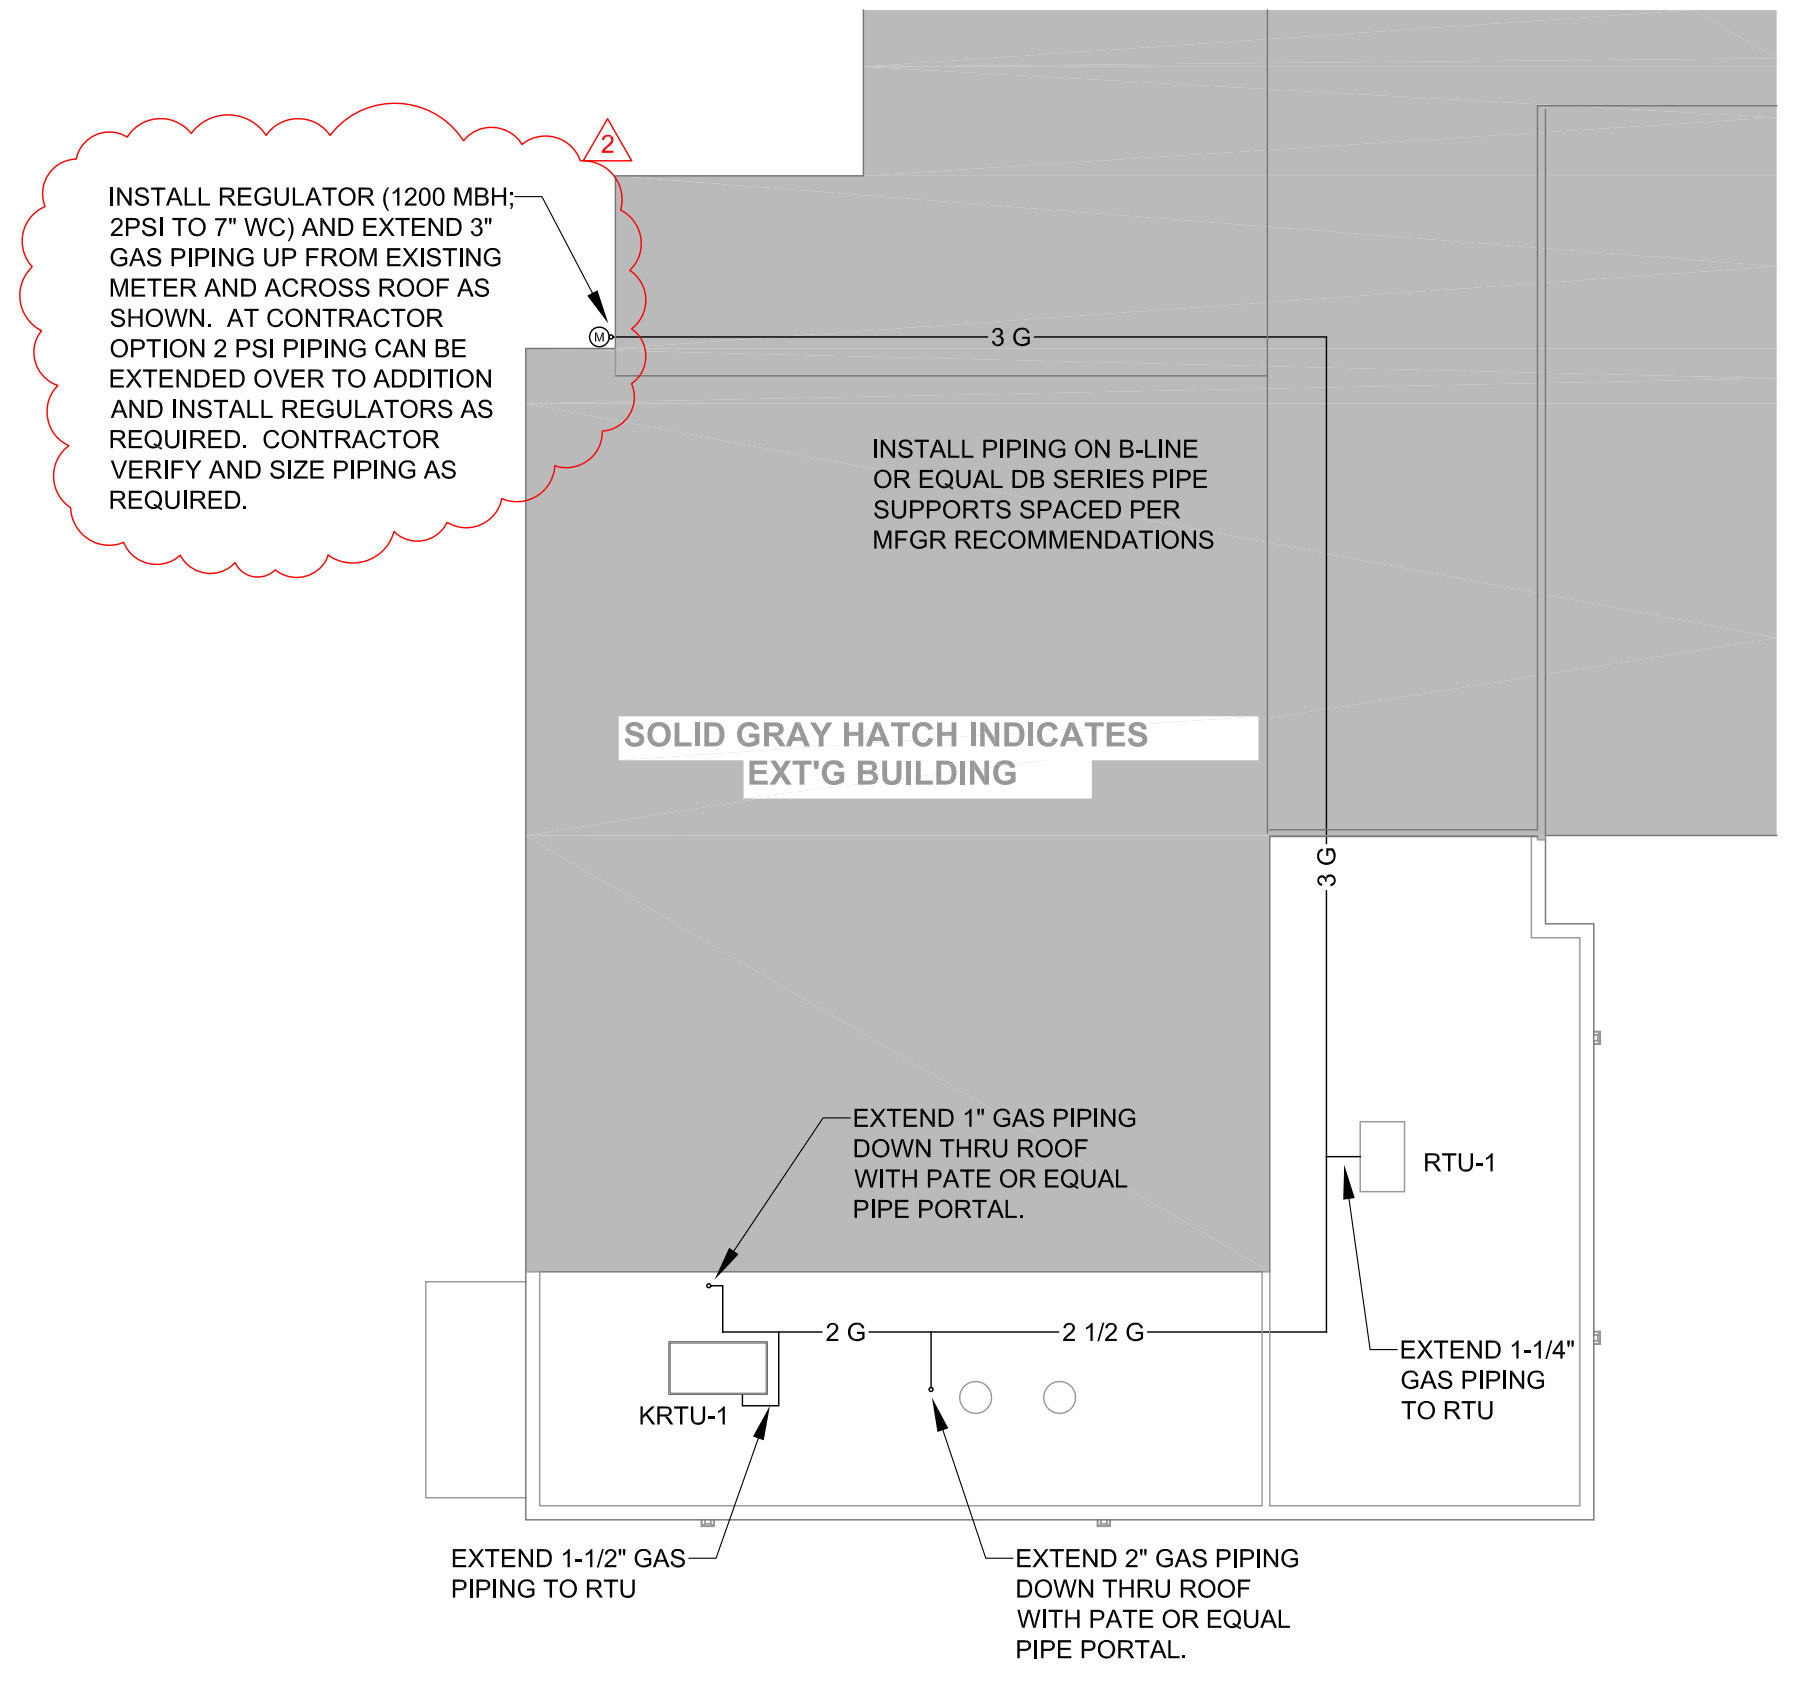 2
INSTALL REGULATOR (1200 MBH;
2PSI TO 7" WC) AND EXTEND 3"
GAS PIPING UP FROM EXISTING
METER AND ACROSS ROOF AS
SHOWN.  AT CONTRACTOR
OPTION 2 PSI PIPING CAN BE
EXTENDED OVER TO ADDITION
AND INSTALL REGULATORS AS
REQUIRED.  CONTRACTOR
VERIFY AND SIZE PIPING AS
REQUIRED.
M
3 G
INSTALL PIPING ON B-LINE
OR EQUAL DB SERIES PIPE
SUPPORTS SPACED PER
MFGR RECOMMENDATIONS
SOLID GRAY HATCH INDICATES
EXT'G BUILDING
3 G
EXTEND 1" GAS PIPING
DOWN THRU ROOF
WITH PATE OR EQUAL
PIPE PORTAL.
RTU-1
2 G
2 1/2 G
EXTEND 1-1/4"
GAS PIPING
TO RTU
KRTU-1
EXTEND 1-1/2" GAS
PIPING TO RTU
EXTEND 2" GAS PIPING
DOWN THRU ROOF
WITH PATE OR EQUAL
PIPE PORTAL.